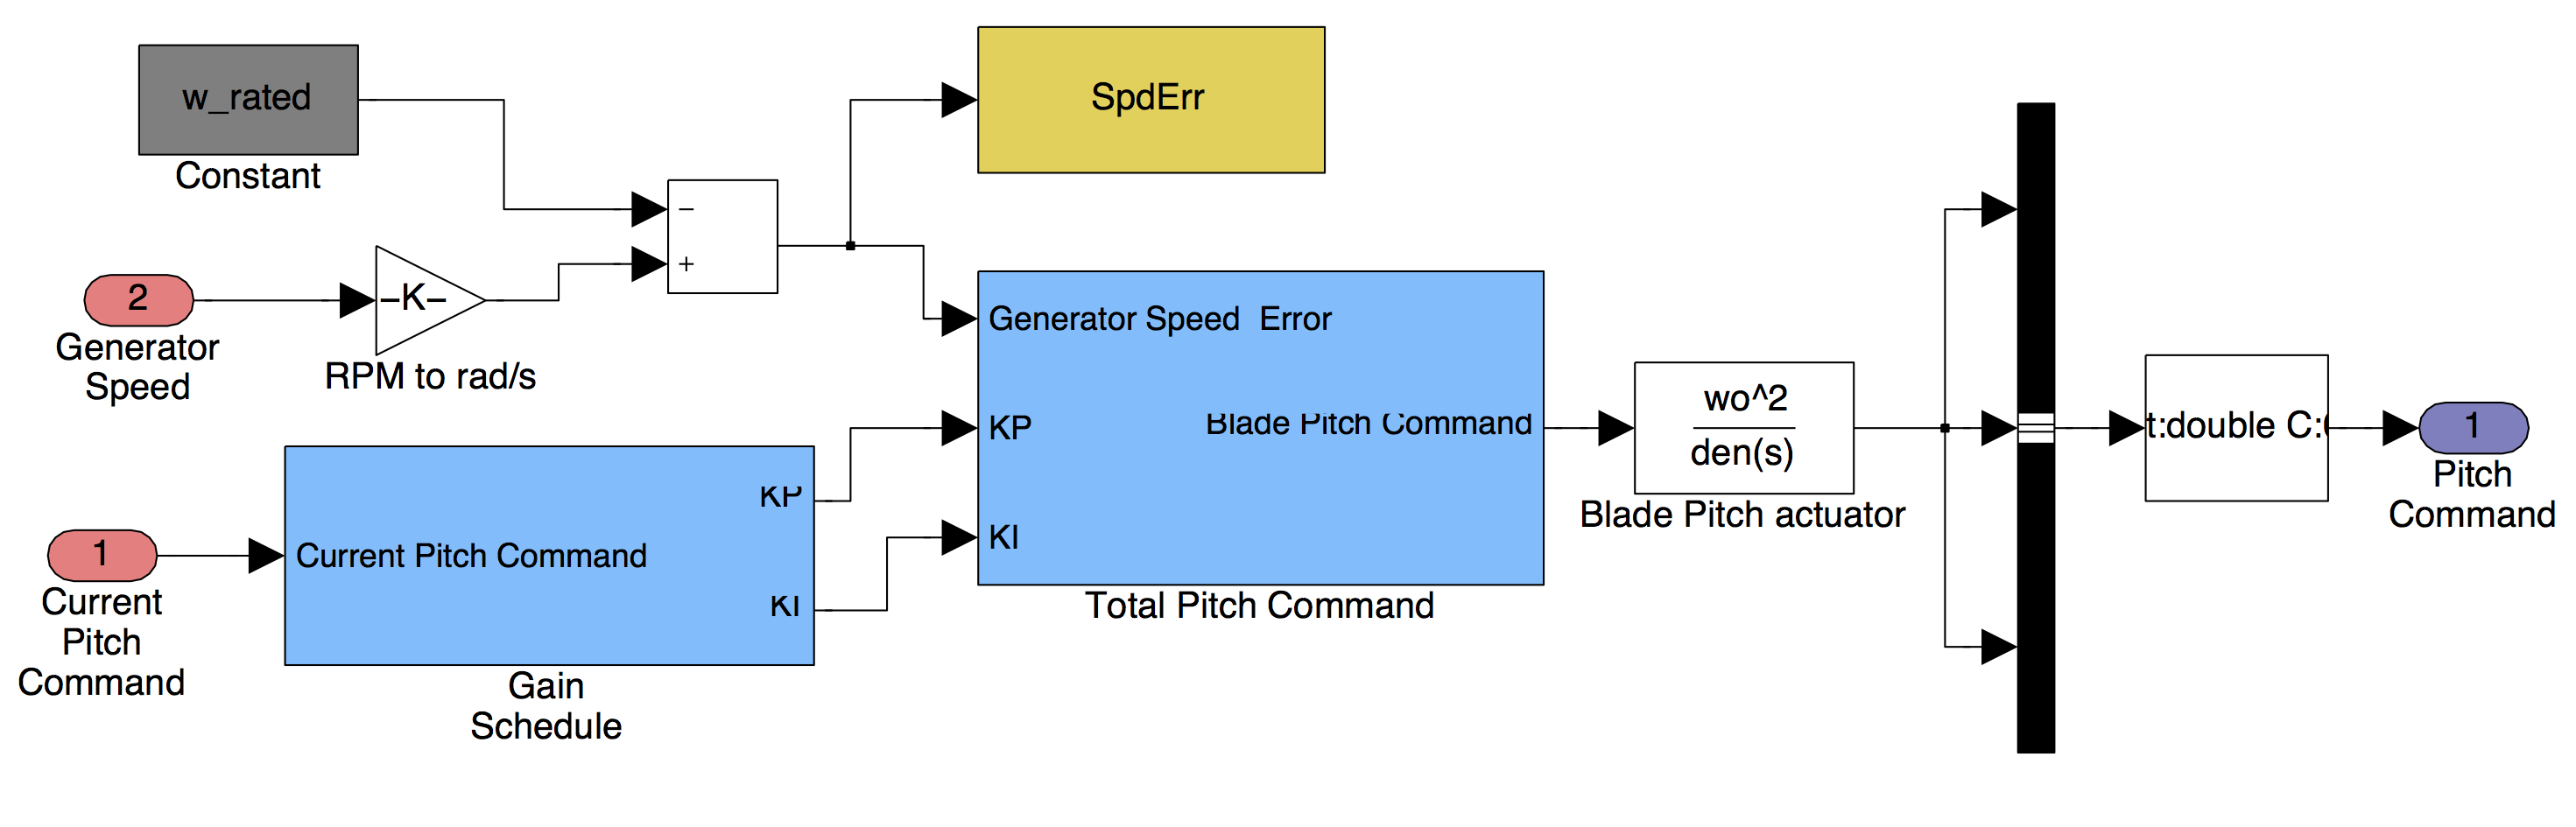 w_rated
Constant
SpdErr
−
+
2
Generator
Speed
−K−
RPM to rad/s
Generator Speed  Error
KP
Blade Pitch Command
KI
Total Pitch Command
wo^2
den(s)
Blade Pitch actuator
t:double C:
1
Pitch
Command
1
Current
Pitch
Command
Current Pitch Command
KP
KI
Gain
Schedule